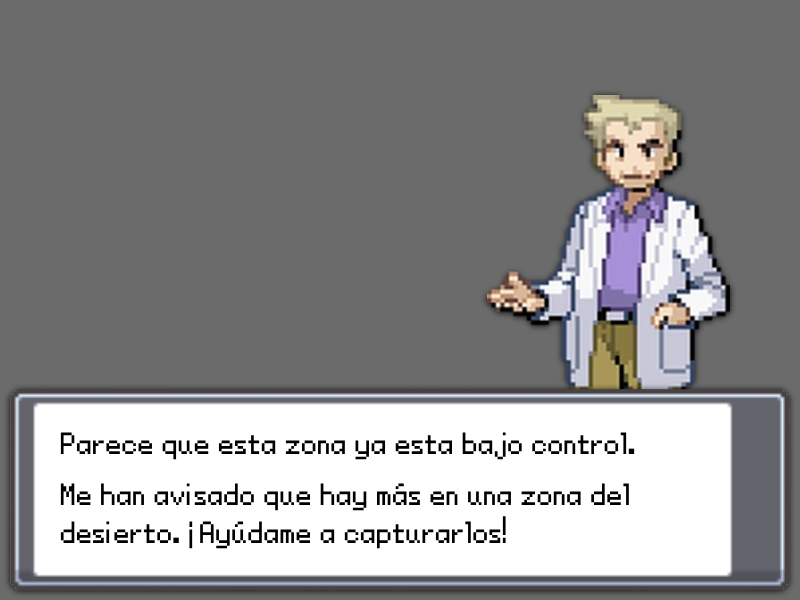 Parece que esta zona ya esta bajo control.
Me han avisado que hay más en una zona del
desierto. ¡Ayúdame a capturarlos!